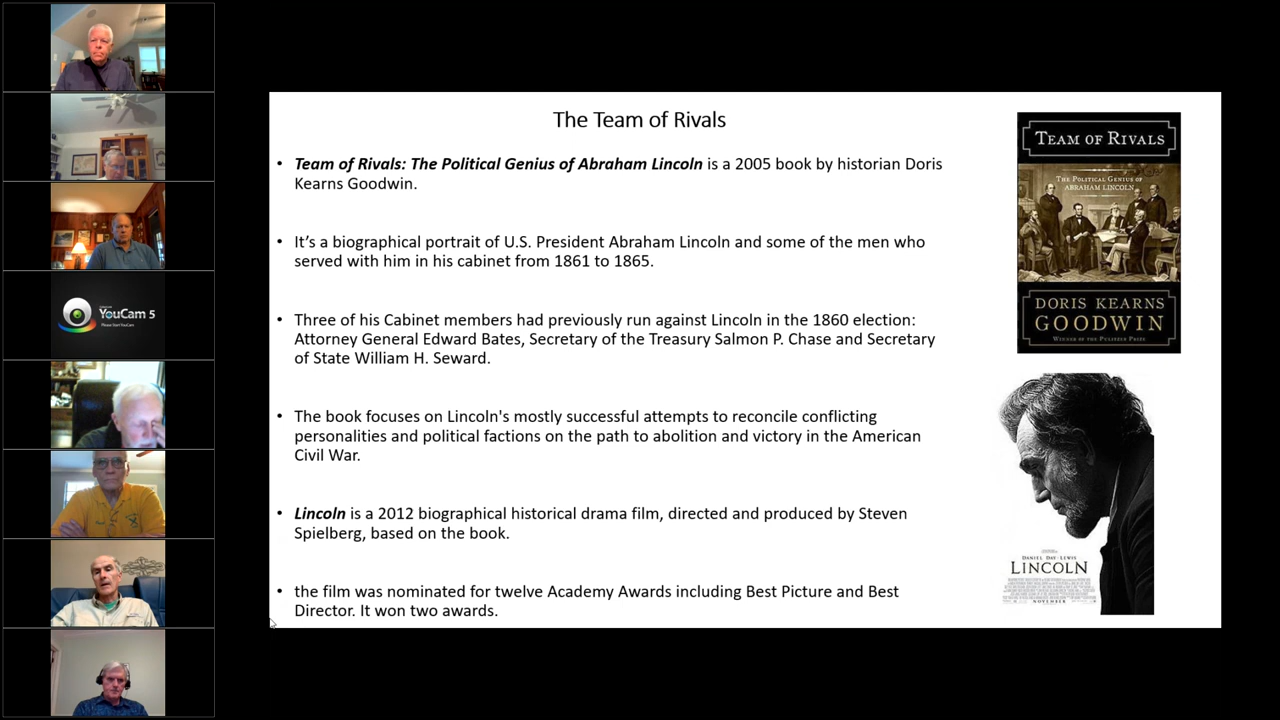 The Team of Rivals
• Team of Rivals: The Political Genius of Abraham Lincoln is a 2005 book by historian Doris
Kearns Goodwin.
• It's a biographical portrait of U.S. President Abraham Lincoln and some of the men who
served with him in his cabinet from 1861 to 1865.
• Three of his Cabinet members had previously run against Lincoln in the 1860 election:
Attorney General Edward Bates, Secretary of the Treasury Salmon P. Chase and Secretary
of State William H. Seward.
• The book focuses on Lincoln's mostly successful attempts to reconcile conflicting
personalities and political factions on the path to abolition and victory in the American
Civil War.
• Lincoln is a 2012 biographical historical drama film, directed and produced by Steven
Spielberg, based on the book.
• the film was nominated for twelve Academy Awards including Best Picture and Best
Director. It won two awards.
TEAM OF RIVALS
THE POLITICAL GENIUS OF
ABRAHAM LINCOLN
DORIS KEARNS
GOODWIN
WINNER OF THE PULITZER PRIZE
DANIEL DAY-LEWIS
LINCOLN
NOVEMBER
YouCam 5
Please Start YouCam